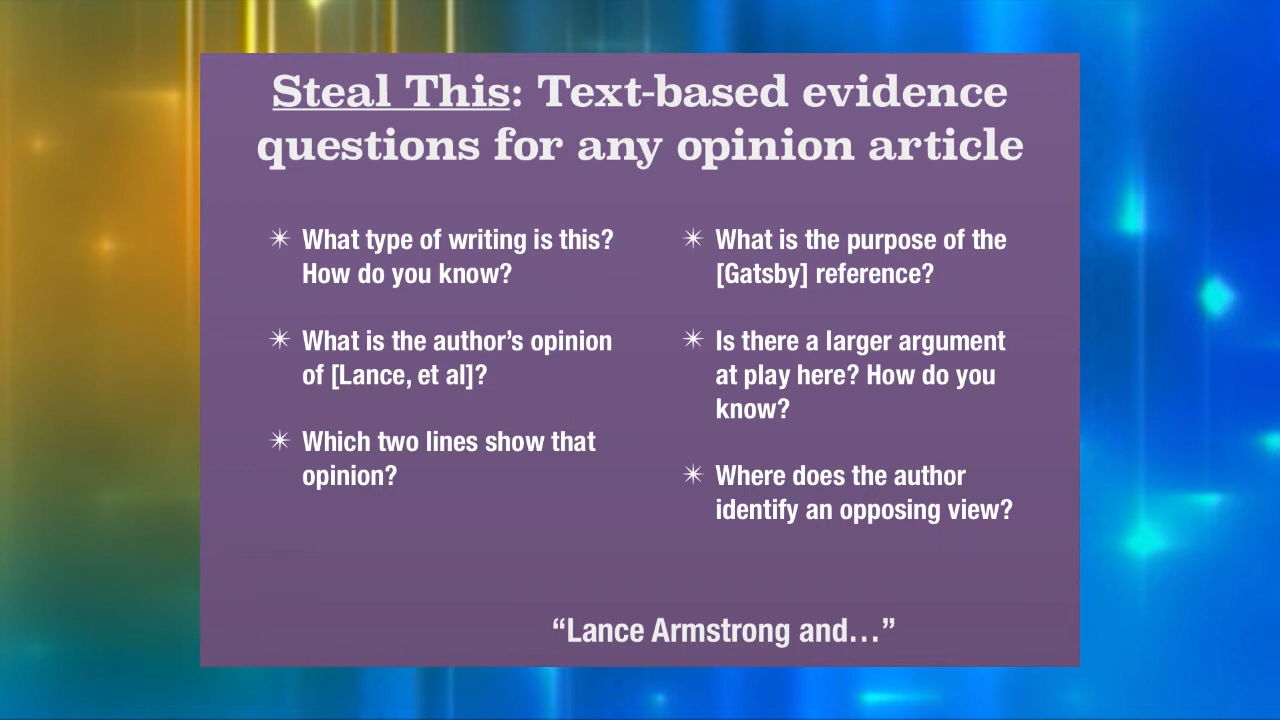 Steal This: Text-based evidence
questions for any opinion article
✴ What type of writing is this?
How do you know?
✴ What is the author’s opinion
of [Lance, et al]?
✴ Which two lines show that
opinion?
✴ What is the purpose of the
[Gatsby] reference?
✴ Is there a larger argument
at play here? How do you
know?
✴ Where does the author
identify an opposing view?
“Lance Armstrong and…”